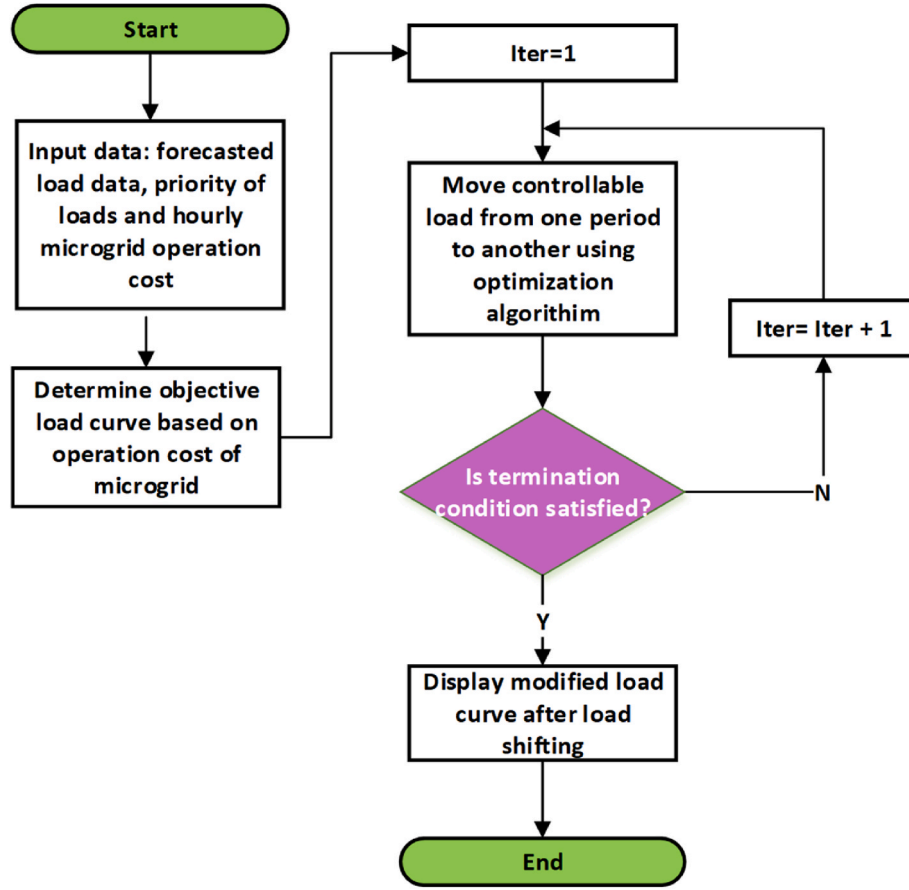 Start
Input data: forecasted
load data, priority of
loads and hourly
microgrid operation
cost
Determine objective
load curve based on
operation cost of
microgrid
Iter=1
Move controllable
load from one period
to another using
optimization
algorithim
Iter= Iter + 1
Is termination
condition satisfied?
N
Y
Display modified load
curve after load
shifting
End